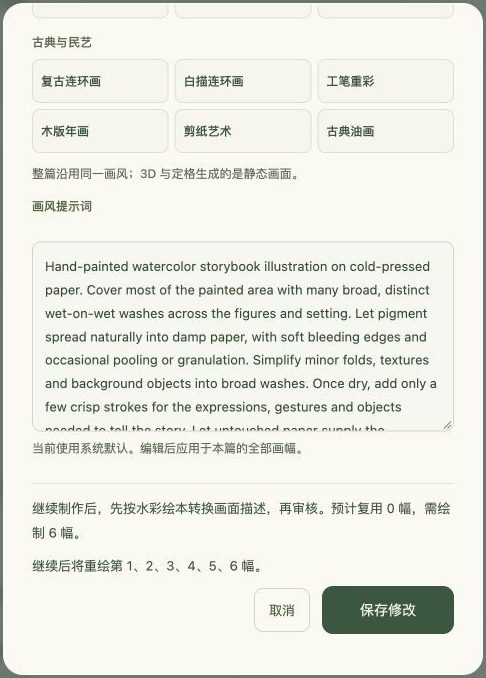 古典与民艺
复古连环画
白描连环画
工笔重彩
木版年画
剪纸艺术
古典油画
整篇沿用同一画风；3D 与定格生成的是静态画面。
画风提示词
Hand-painted watercolor storybook illustration on cold-pressed
paper. Cover most of the painted area with many broad, distinct
wet-on-wet washes across the figures and setting. Let pigment
spread naturally into damp paper, with soft bleeding edges and
occasional pooling or granulation. Simplify minor folds, textures
and background objects into broad washes. Once dry, add only a
few crisp strokes for the expressions, gestures and objects
needed to tell the story. Let untouched paper supply the
当前使用系统默认。编辑后应用于本篇的全部画幅。
继续制作后，先按水彩绘本转换画面描述，再审核。预计复用 0 幅，需绘
制 6 幅。
继续后将重绘第 1、2、3、4、5、6 幅。
取消
保存修改